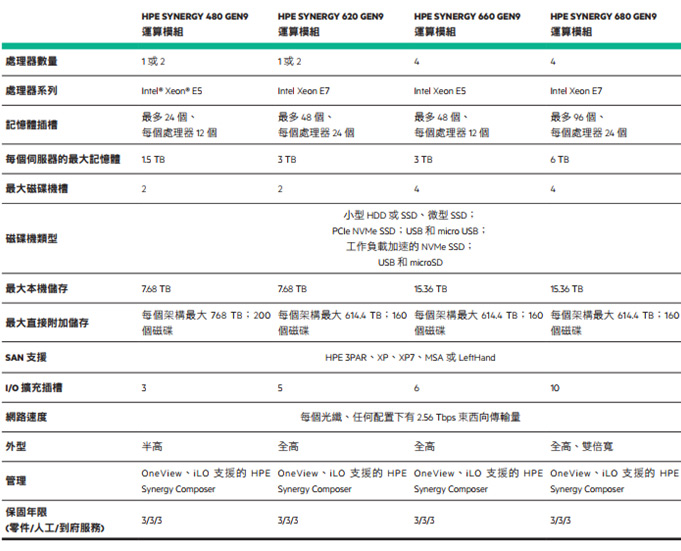 HPE SYNERGY 480 GEN9 HPE SYNERGY 620 GEN9 HPE SYNERGY 660 GEN9 HPE SYNERGY 680 GEN9
運算模組 運算模組 運算模組 運算模組
處理器數量 1 或 2 1 或 2 4 4
處理器系列 Intel® Xeon® E5 Intel Xeon E7 Intel Xeon E5 Intel Xeon E7
記憶體插槽 最多 24 個、 最多 48 個、 最多 48 個、 最多 96 個、
每個處理器 12 個 每個處理器 24 個 每個處理器 12 個 每個處理器 24 個
每個伺服器的最大記憶體 1.5 TB 3 TB 3 TB 6 TB
最大磁碟機槽 2 2 4 4
磁碟機類型
小型 HDD 或 SSD、微型 SSD；
PCIe NVMe SSD；USB 和 micro USB；
工作負載加速的 NVMe SSD；
USB 和 microSD
最大本機儲存 7.68 TB 7.68 TB 15.36 TB 15.36 TB
最大直接附加儲存 每個架構最大 768 TB；200 每個架構最大 614.4 TB；160 每個架構最大 614.4 TB；160 每個架構最大 614.4 TB；160
個磁碟 個磁碟 個磁碟 個磁碟
SAN 支援 HPE 3PAR、XP、XP7、MSA 或 LeftHand
I/O 擴充插槽 3 5 6 10
網路速度 每個光纖、任何配置下有 2.56 Tbps 東西向傳輸量
外型 半高 全高 全高 全高、雙倍寬
管理 OneView、iLO 支援的 HPE OneView、iLO 支援的 HPE OneView、iLO 支援的 HPE OneView、iLO 支援的 HPE
Synergy Composer Synergy Composer Synergy Composer Synergy Composer
保固年限
(零件/人工/到府服務) 3/3/3 3/3/3 3/3/3 3/3/3